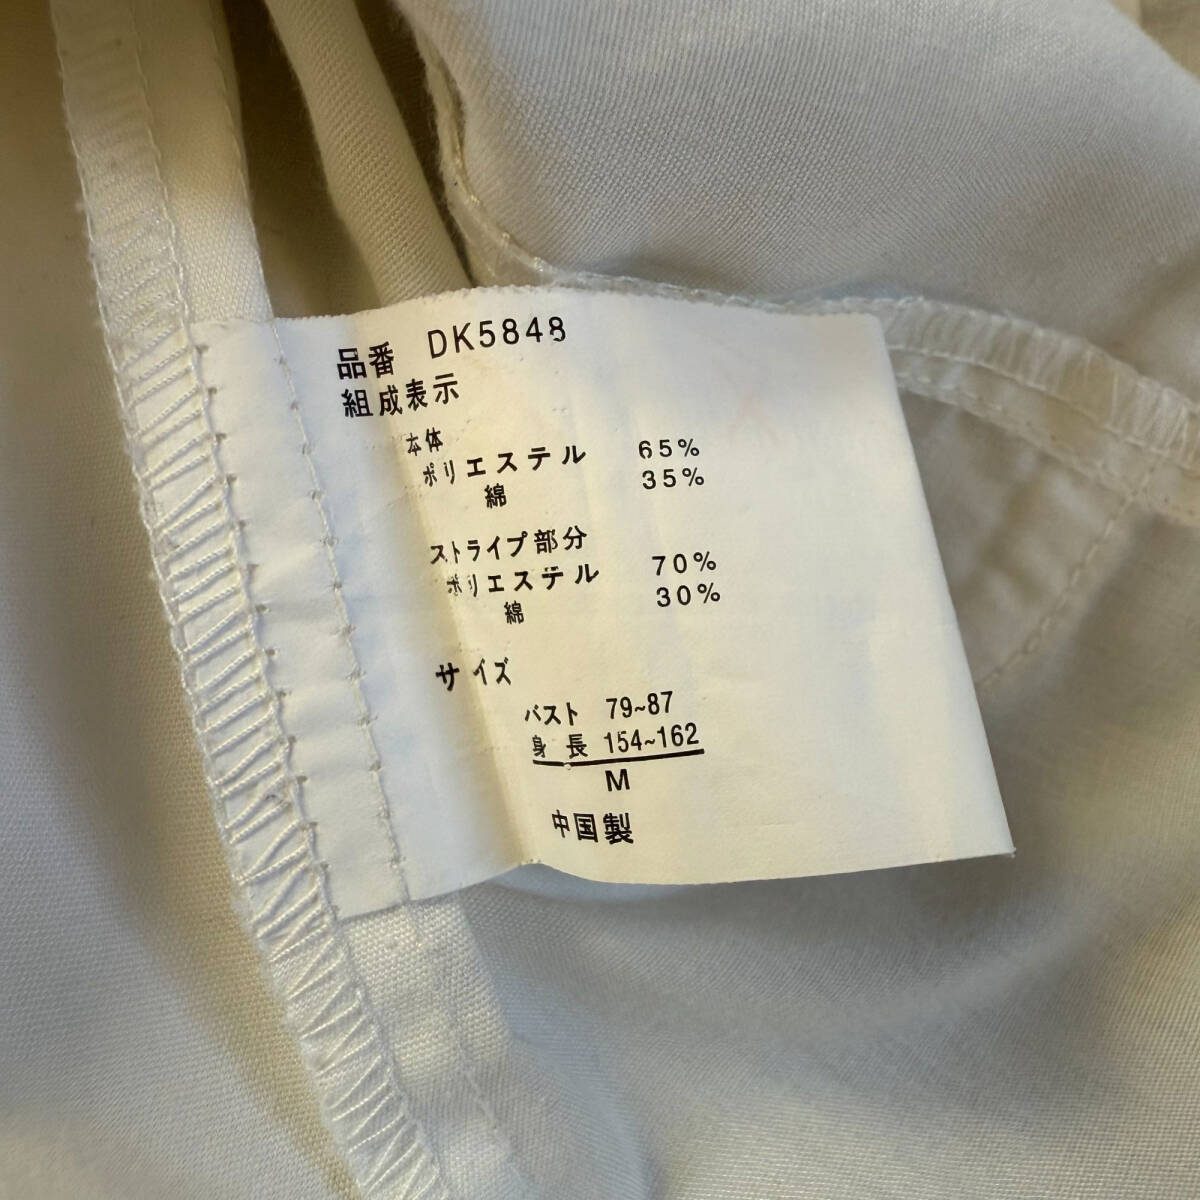 品番 DK5848
組成表示
本体
ポリエステル 65%
綿 35%
ストライプ部分
ポリエステル 70%
綿 30%
サイズ
バスト 79~87
身長 154~162
M
中国製